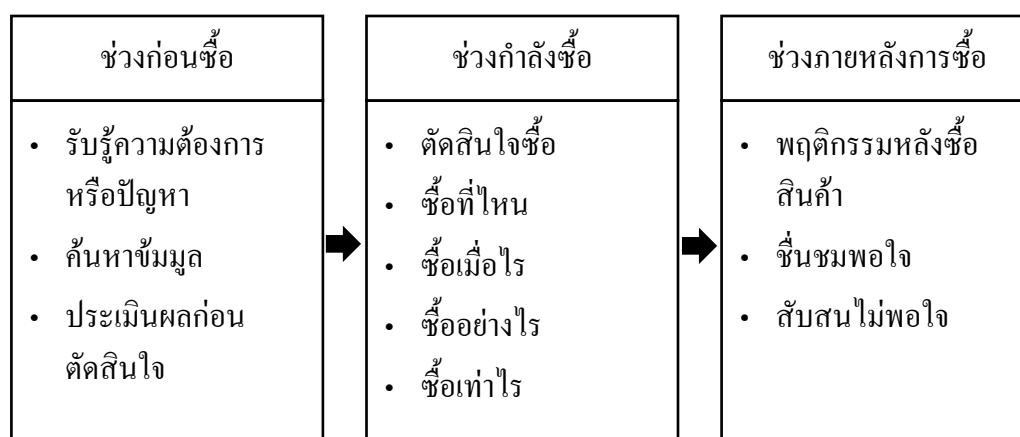 ช่วงก่อนซื้อ
• รับรู้ความต้องการ
หรือปัญหา
• ค้นหาข้มมูล
• ประเมินผลก่อน
ตัดสินใจ
ช่วงกำลังซื้อ
• ตัดสินใจซื้อ
• ซื้อที่ไหน
• ซื้อเมื่อไร
• ซื้ออย่างไร
• ซื้อเท่าไร
ช่วงภายหลังการซื้อ
• พฤติกรรมหลังซื้อ
สินค้า
• ชื่นชมพอใจ
• สับสนไม่พอใจ